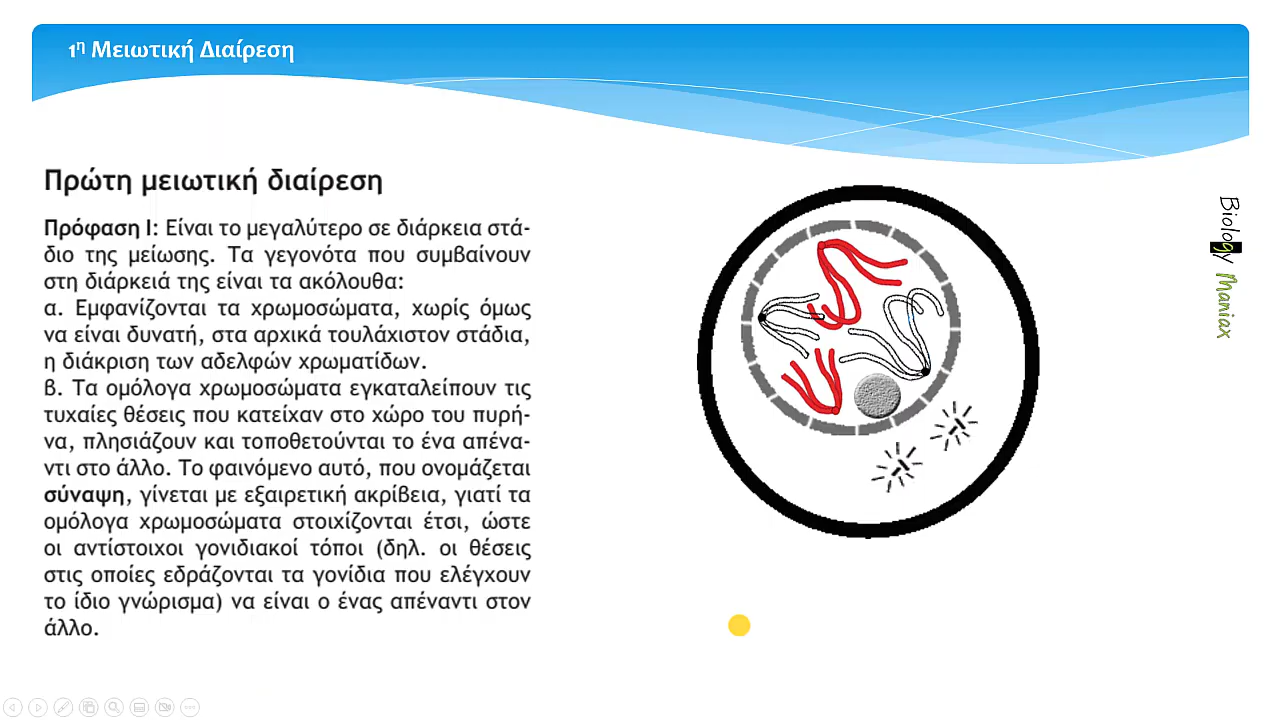 1η Μειωτική Διαίρεση
Πρώτη μειωτική διαίρεση
Πρόφαση Ι: Είναι το μεγαλύτερο σε διάρκεια στά-
διο της μείωσης. Τα γεγονότα που συμβαίνουν
στη διάρκειά της είναι τα ακόλουθα:
α. Εμφανίζονται τα χρωμοσώματα, χωρίς όμως
να είναι δυνατή, στα αρχικά τουλάχιστον στάδια,
η διάκριση των αδελφών χρωματίδων.
β. Τα ομόλογα χρωμοσώματα εγκαταλείπουν τις
τυχαίες θέσεις που κατείχαν στο χώρο του πυρή-
να, πλησιάζουν και τοποθετούνται το ένα απένα-
ντι στο άλλο. Το φαινόμενο αυτό, που ονομάζεται
σύναψη, γίνεται με εξαιρετική ακρίβεια, γιατί τα
ομόλογα χρωμοσώματα στοιχίζονται έτσι, ώστε
οι αντίστοιχοι γονιδιακοί τόποι (δηλ. οι θέσεις
στις οποίες εδράζονται τα γονίδια που ελέγχουν
το ίδιο γνώρισμα) να είναι ο ένας απέναντι στον
άλλο.
Biology Maniax